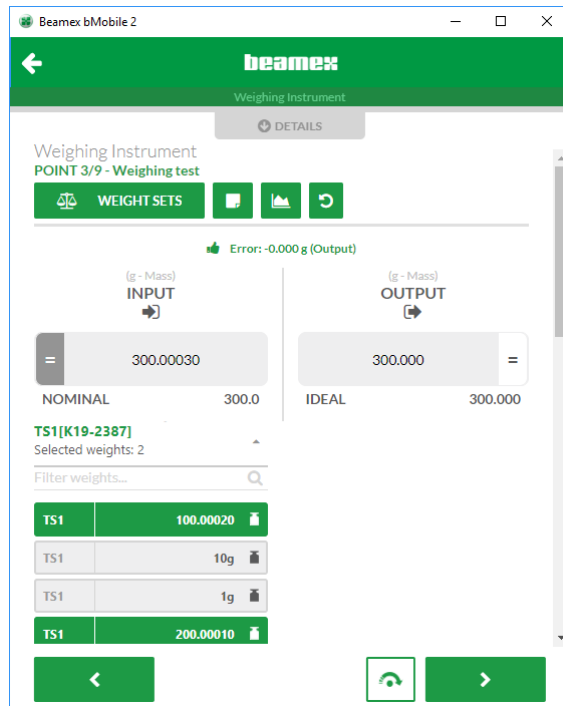 Beamex bMobile 2
beamex
Weighing Instrument
DETAILS
Weighing Instrument
POINT 3/9 - Weighing test
WEIGHT SETS
Error: -0.000 g (Output)
(g - Mass)
INPUT
= 300.00030
NOMINAL 300.0
(g - Mass)
OUTPUT
300.000 =
IDEAL 300.000
TS1[K19-2387]
Selected weights: 2
Filter weights...
TS1 100.00020
TS1 10g
TS1 1g
TS1 200.00010